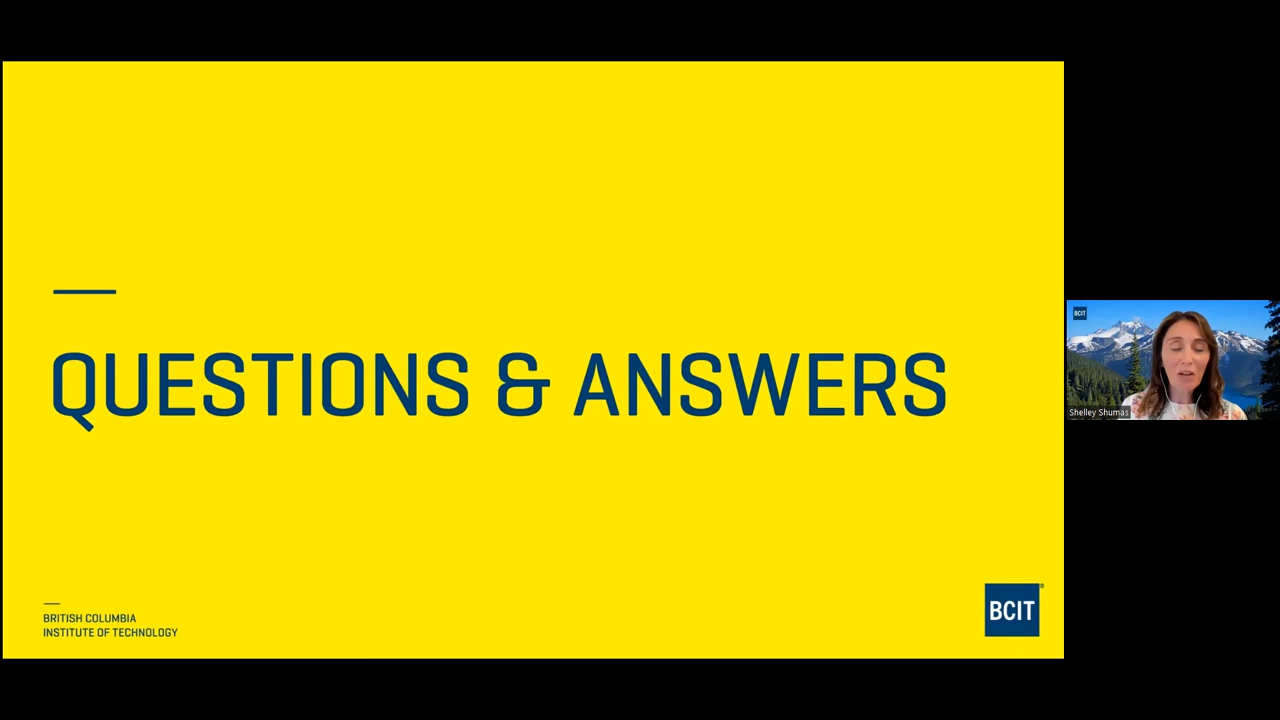 QUESTIONS & ANSWERS
BRITISH COLUMBIA
INSTITUTE OF TECHNOLOGY
BCIT
BCIT
Shelley Shumas